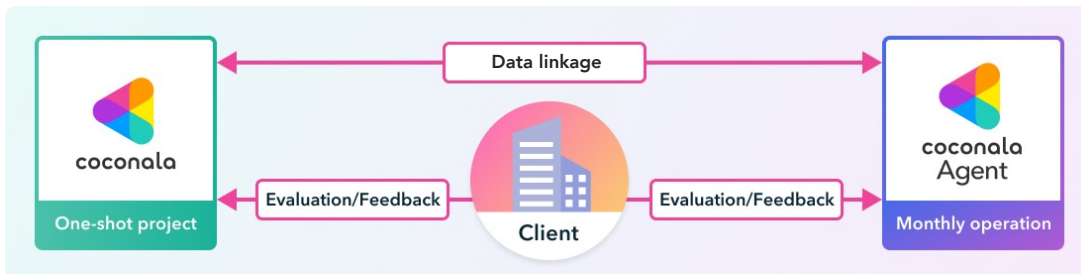 Data linkage
coconala
One-shot project
Evaluation/Feedback
Client
Evaluation/Feedback
coconala
Agent
Monthly operation